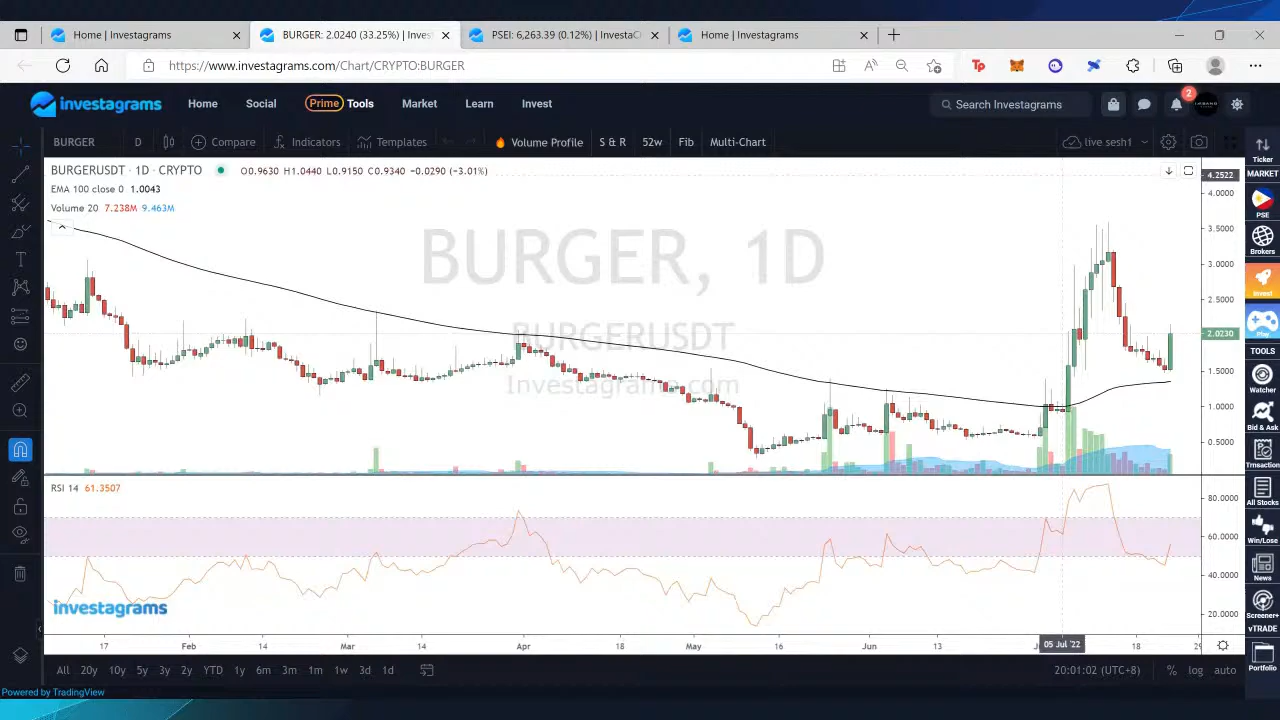 Home | Investagrams
BURGER: 2.0240 (33.25%) | Invest
PSEI: 6,263.39 (0.12%) | Investa
Home | Investagrams
https://www.investagrams.com/Chart/CRYPTO:BURGER
investagrams
Home
Social
Prime Tools
Market
Learn
Invest
Search Investagrams
2
BURGER
D
Compare
Indicators
Templates
Volume Profile
S & R
52w
Fib
Multi-Chart
live sesh1
Ticker
BURGERUSDT · 1D · CRYPTO
O0.9630 H1.0440 L0.9150 C0.9340 -0.0290 (-3.01%)
EMA 100 close 0 1.0043
Volume 20 7.238M 9.463M
BURGER, 1D
BURGERUSDT
Investagrams.com
4.2522
4.0000
3.5000
3.0000
2.5000
2.0230
1.5000
1.0000
0.5000
RSI 14 61.3507
80.0000
60.0000
40.0000
20.0000
investagrams
17
Feb
14
Mar
14
Apr
May
16
Jun
13
05 Jul '22
18
29
MARKET
PSE
Brokers
Invest
Play
TOOLS
Watcher
Bid & Ask
Trnsaction
All Stocks
Win/Lose
News
Screener+
vTRADE
Portfolio
All
20y
10y
5y
3y
2y
YTD
1y
6m
3m
1m
1w
3d
1d
20:01:02 (UTC+8)
%
log
auto
Powered by TradingView